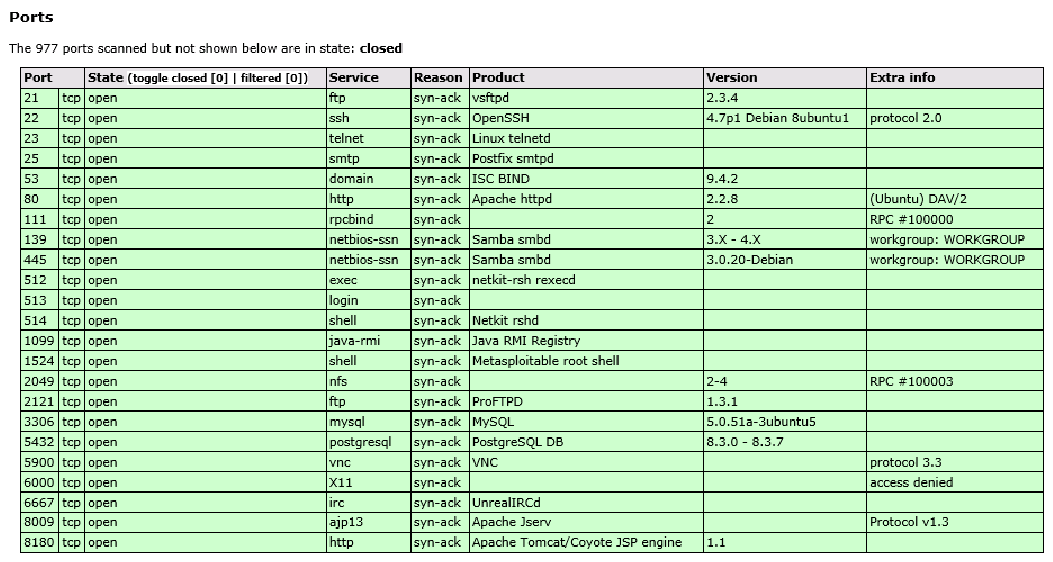 Ports
The 977 ports scanned but not shown below are in state: closed
Port State (toggle closed [0] | filtered [0]) Service Reason Product Version Extra info
21 tcp open ftp syn-ack vsftpd 2.3.4
22 tcp open ssh syn-ack OpenSSH 4.7p1 Debian 8ubuntu1 protocol 2.0
23 tcp open telnet syn-ack Linux telnetd
25 tcp open smtp syn-ack Postfix smtpd
53 tcp open domain syn-ack ISC BIND 9.4.2
80 tcp open http syn-ack Apache httpd 2.2.8 (Ubuntu) DAV/2
111 tcp open rpcbind syn-ack 2 RPC #100000
139 tcp open netbios-ssn syn-ack Samba smbd 3.X - 4.X workgroup: WORKGROUP
445 tcp open netbios-ssn syn-ack Samba smbd 3.0.20-Debian workgroup: WORKGROUP
512 tcp open exec syn-ack netkit-rsh rexecd
513 tcp open login syn-ack
514 tcp open shell syn-ack Netkit rshd
1099 tcp open java-rmi syn-ack Java RMI Registry
1524 tcp open shell syn-ack Metasploitable root shell
2049 tcp open nfs syn-ack 2-4 RPC #100003
2121 tcp open ftp syn-ack ProFTPD 1.3.1
3306 tcp open mysql syn-ack MySQL 5.0.51a-3ubuntu5
5432 tcp open postgresql syn-ack PostgreSQL DB 8.3.0 - 8.3.7
5900 tcp open vnc syn-ack VNC protocol 3.3
6000 tcp open X11 syn-ack access denied
6667 tcp open irc syn-ack UnrealIRCd
8009 tcp open ajp13 syn-ack Apache Jserv Protocol v1.3
8180 tcp open http syn-ack Apache Tomcat/Coyote JSP engine 1.1